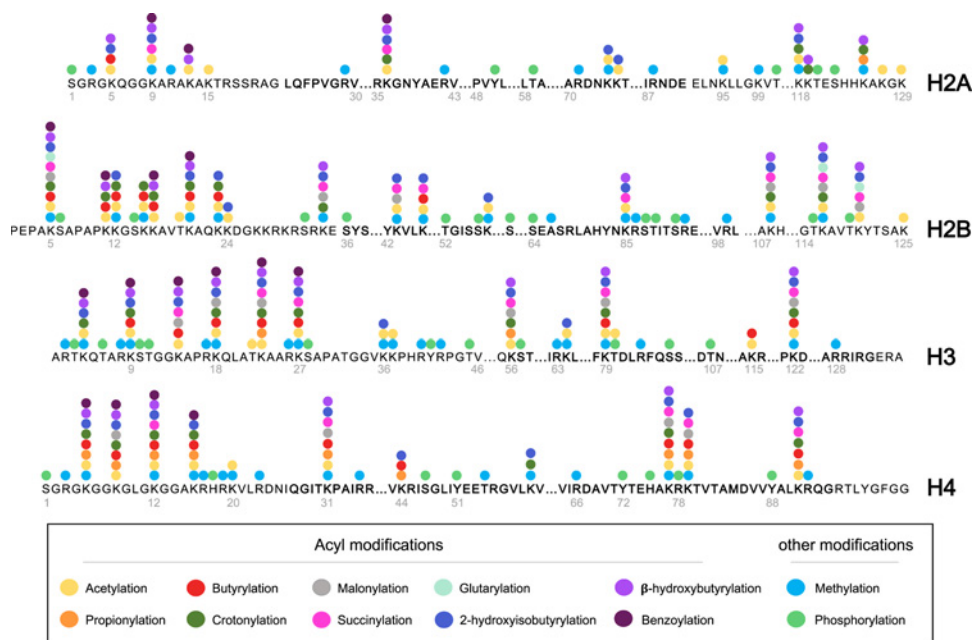 SGRGKQGGKARAKAKTRSSRAG LQFPVGRV...RKGNYAERV...PVYL...LTA....ARDNKKT...IRNDE ELNKLLGKVT...KKTESHHKAKGK H2A
1 5 9 15 30 35 43 48 58 70 87 95 99 118 129
PEPAKSAPAPKKGSKKAVTKAQKKDGKKRKRSRKE SYS...YKVLK...TGISSK...S...SEASRLAHYNKRSTITSRE...VRL ...AKH...GTKAVTKYTSAK H2B
5 12 24 36 42 52 58 64 85 98 107 114 125
ARTKQTARKSTGGKAPRKQLATKAARKSAPATGGVKKPHRYRPGTV...QKST...IRKL...FKTDLRFQSS...DTN...AKR...PKD...ARRIRGERA H3
9 18 27 36 46 56 63 79 107 115 122 128
SGRGKGGKGLGKGGAKRHRKVLRDNIQGITKPAIRR...VKRISGLIYEETRGVLKV...VIRDAVTYTEHAKRKTVTAMDVVYALKRQGRTLYGFGG H4
1 12 20 31 44 51 66 72 78 88
Acyl modifications other modifications
Acetylation Butyrylation Malonylation Glutarylation β-hydroxybutyrylation Methylation
Propionylation Crotonylation Succinylation 2-hydroxyisobutyrylation Benzoylation Phosphorylation